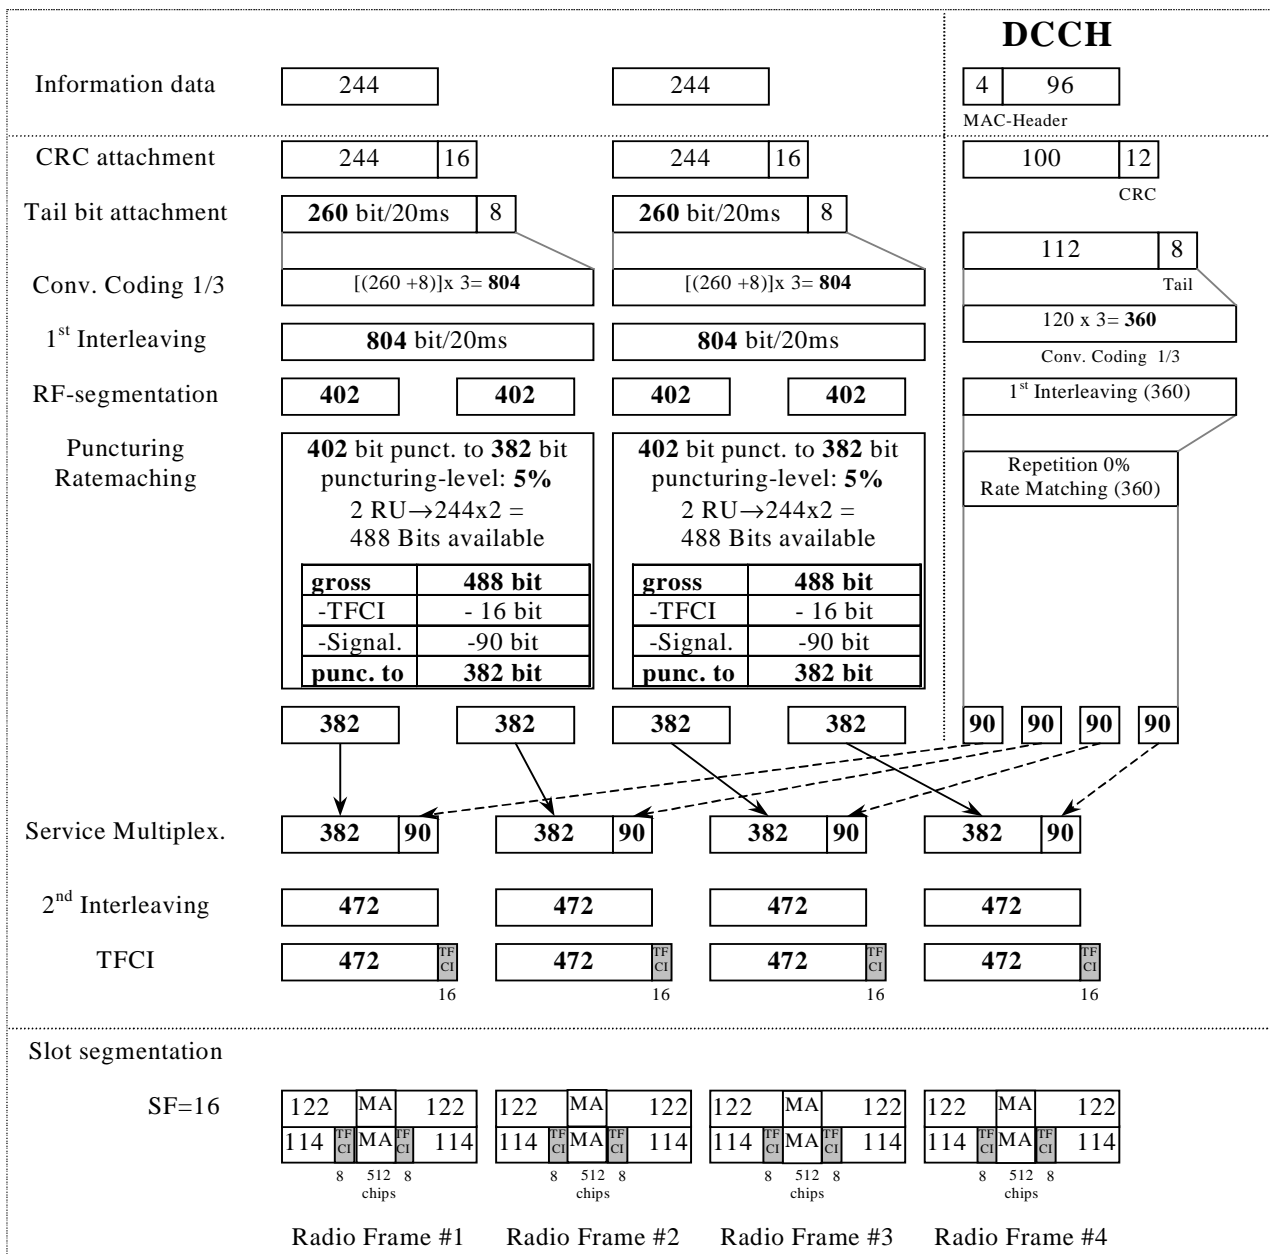 DCCH
Information data 244 244 4 96
MAC-Header
CRC attachment 244 16 244 16 100 12
CRC
Tail bit attachment 260 bit/20ms 8 260 bit/20ms 8
112 8
Tail
Conv. Coding 1/3 [(260 +8)]x 3= 804 [(260 +8)]x 3= 804
120 x 3= 360
Conv. Coding 1/3
1st Interleaving 804 bit/20ms 804 bit/20ms
RF-segmentation 402 402 402 402 1st Interleaving (360)
Puncturing 402 bit punct. to 382 bit 402 bit punct. to 382 bit
Ratemaching puncturing-level: 5% puncturing-level: 5%
Repetition 0%
Rate Matching (360)
2 RU→244x2 = 2 RU→244x2 =
488 Bits available 488 Bits available
gross 488 bit gross 488 bit
-TFCI - 16 bit -TFCI - 16 bit
-Signal. -90 bit -Signal. -90 bit
punc. to 382 bit punc. to 382 bit
382 382 382 382 90 90 90 90
Service Multiplex. 382 90 382 90 382 90 382 90
2nd Interleaving 472 472 472 472
TFCI 472 TF CI 472 TF CI 472 TF CI 472 TF CI
16 16 16 16
Slot segmentation
SF=16 122 MA 122 122 MA 122 122 MA 122 122 MA 122
114 TF CI MA TF CI 114 114 TF CI MA TF CI 114 114 TF CI MA TF CI 114 114 TF CI MA TF CI 114
8 512 8 8 512 8 8 512 8 8 512 8
chips chips chips chips
Radio Frame #1 Radio Frame #2 Radio Frame #3 Radio Frame #4